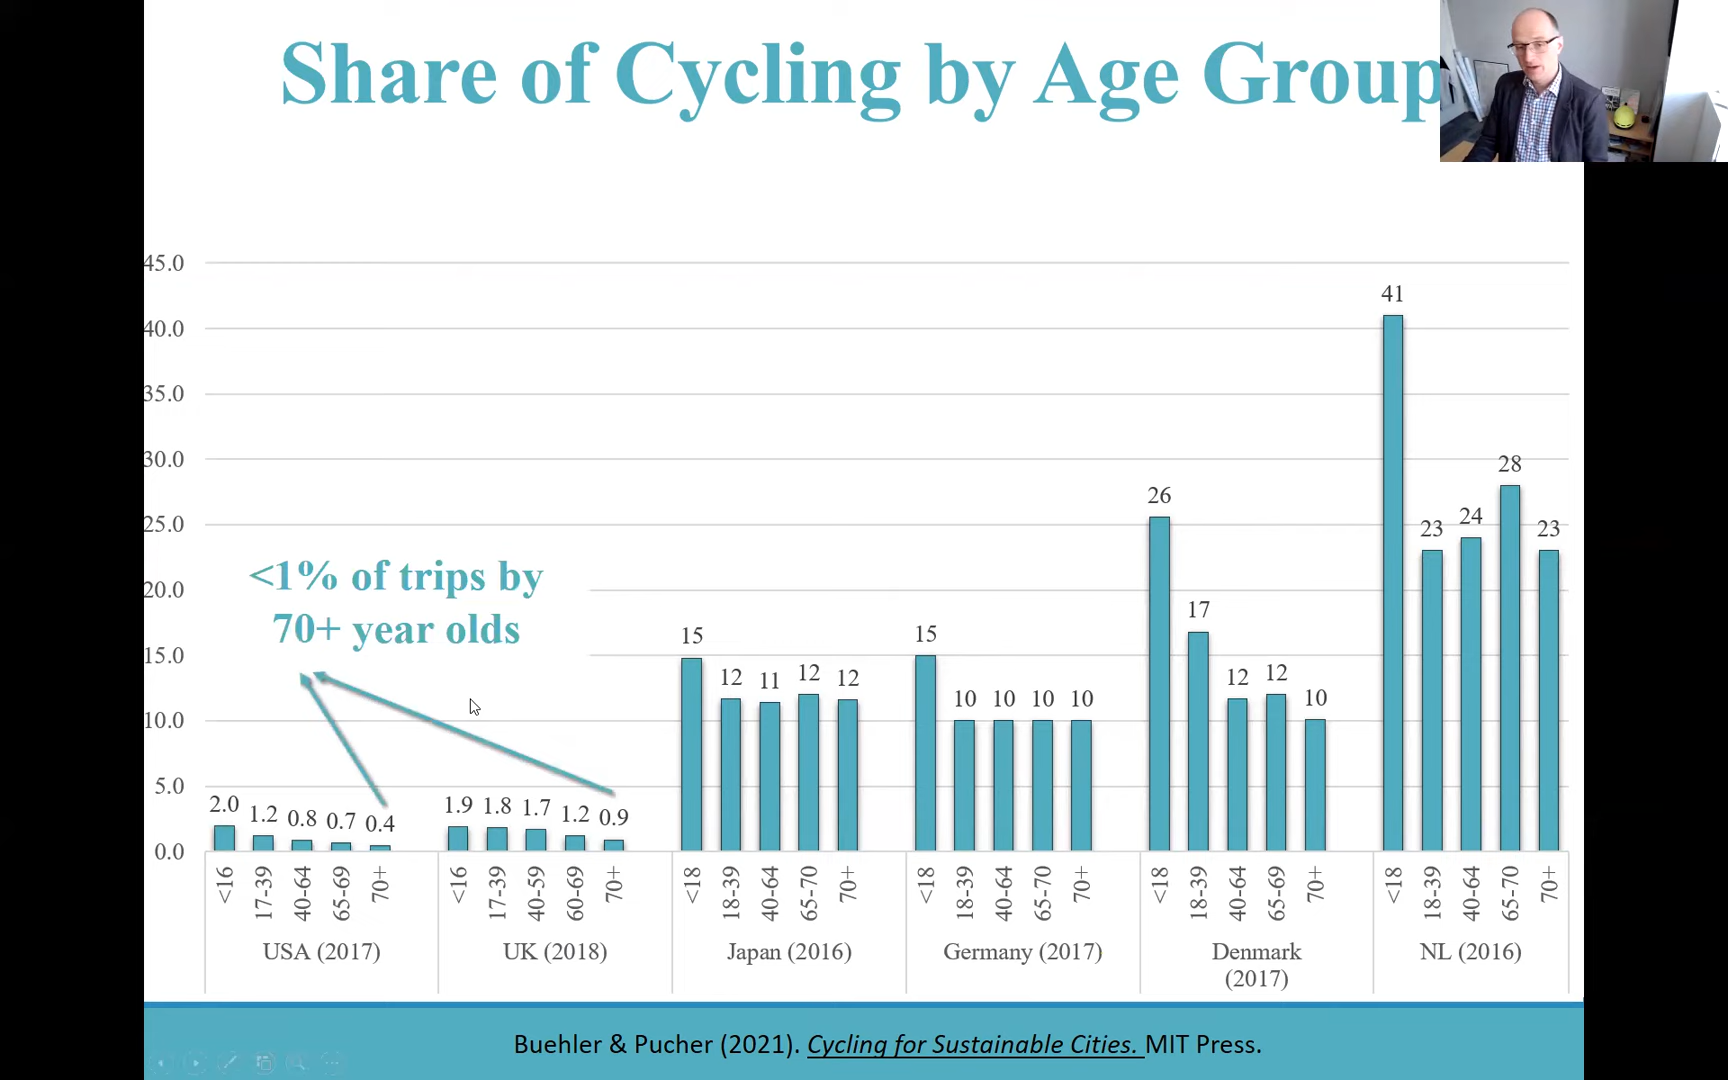 Share of Cycling by Age Group
45.0
40.0
35.0
30.0
25.0
20.0
15.0
10.0
5.0
0.0
<1% of trips by
70+ year olds
2.0 1.2 0.8 0.7 0.4
1.9 1.8 1.7 1.2 0.9
15 12 11 12 12
15 10 10 10 10
26 17 12 12 10
41 23 24 28 23
<16 17-39 40-64 65-69 70+
<16 17-39 40-59 60-69 70+
<18 18-39 40-64 65-70 70+
<18 18-39 40-64 65-70 70+
<18 18-39 40-64 65-69 70+
<18 18-39 40-64 65-70 70+
USA (2017)
UK (2018)
Japan (2016)
Germany (2017)
Denmark
(2017)
NL (2016)
Buehler & Pucher (2021). Cycling for Sustainable Cities. MIT Press.